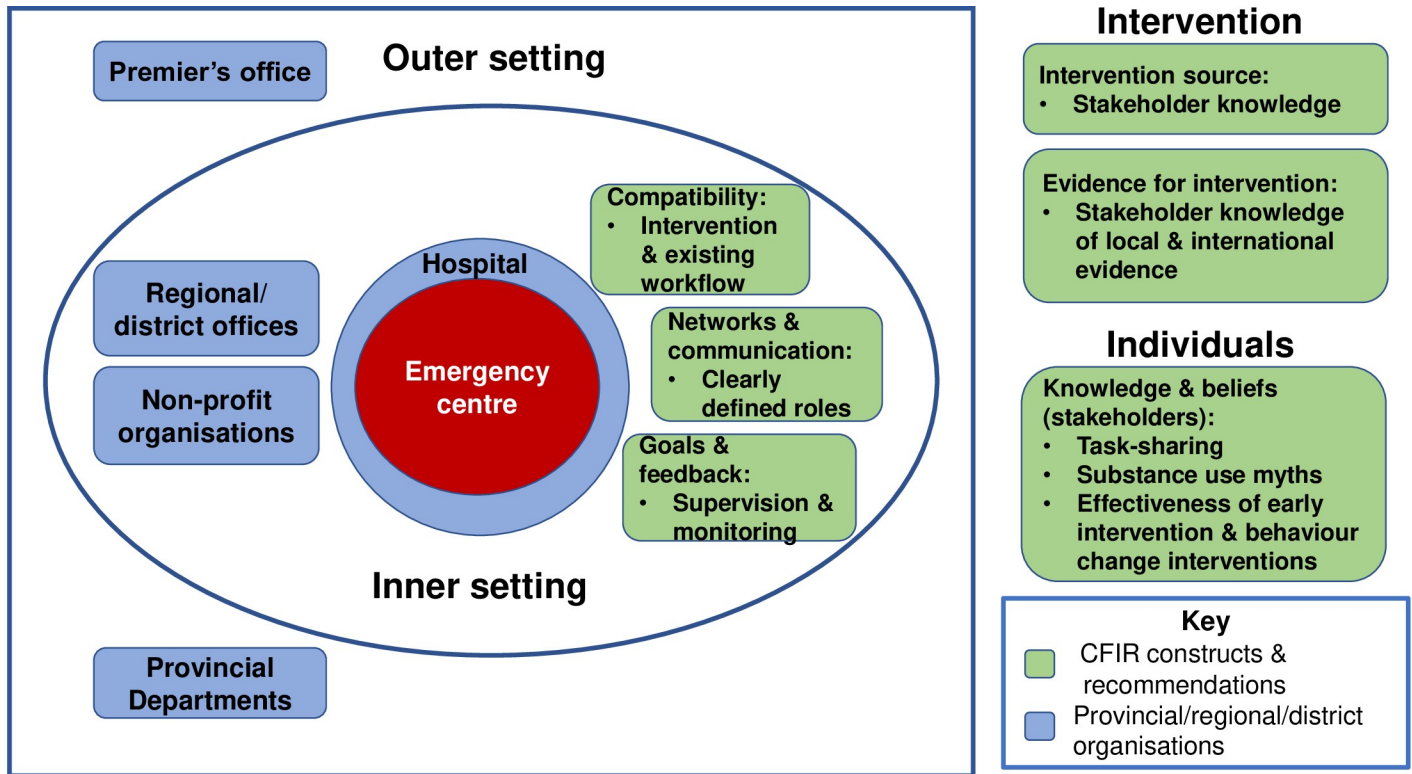 Outer setting
Premier’s office
Regional/
district offices
Non-profit
organisations
Hospital
Emergency
centre
Compatibility:
• Intervention
& existing
workflow
Networks &
communication:
• Clearly
defined roles
Goals &
feedback:
• Supervision &
monitoring
Inner setting
Provincial
Departments
Intervention
Intervention source:
• Stakeholder knowledge
Evidence for intervention:
• Stakeholder knowledge
of local & international
evidence
Individuals
Knowledge & beliefs
(stakeholders):
• Task-sharing
• Substance use myths
• Effectiveness of early
intervention & behaviour
change interventions
Key
CFIR constructs &
recommendations
Provincial/regional/district
organisations